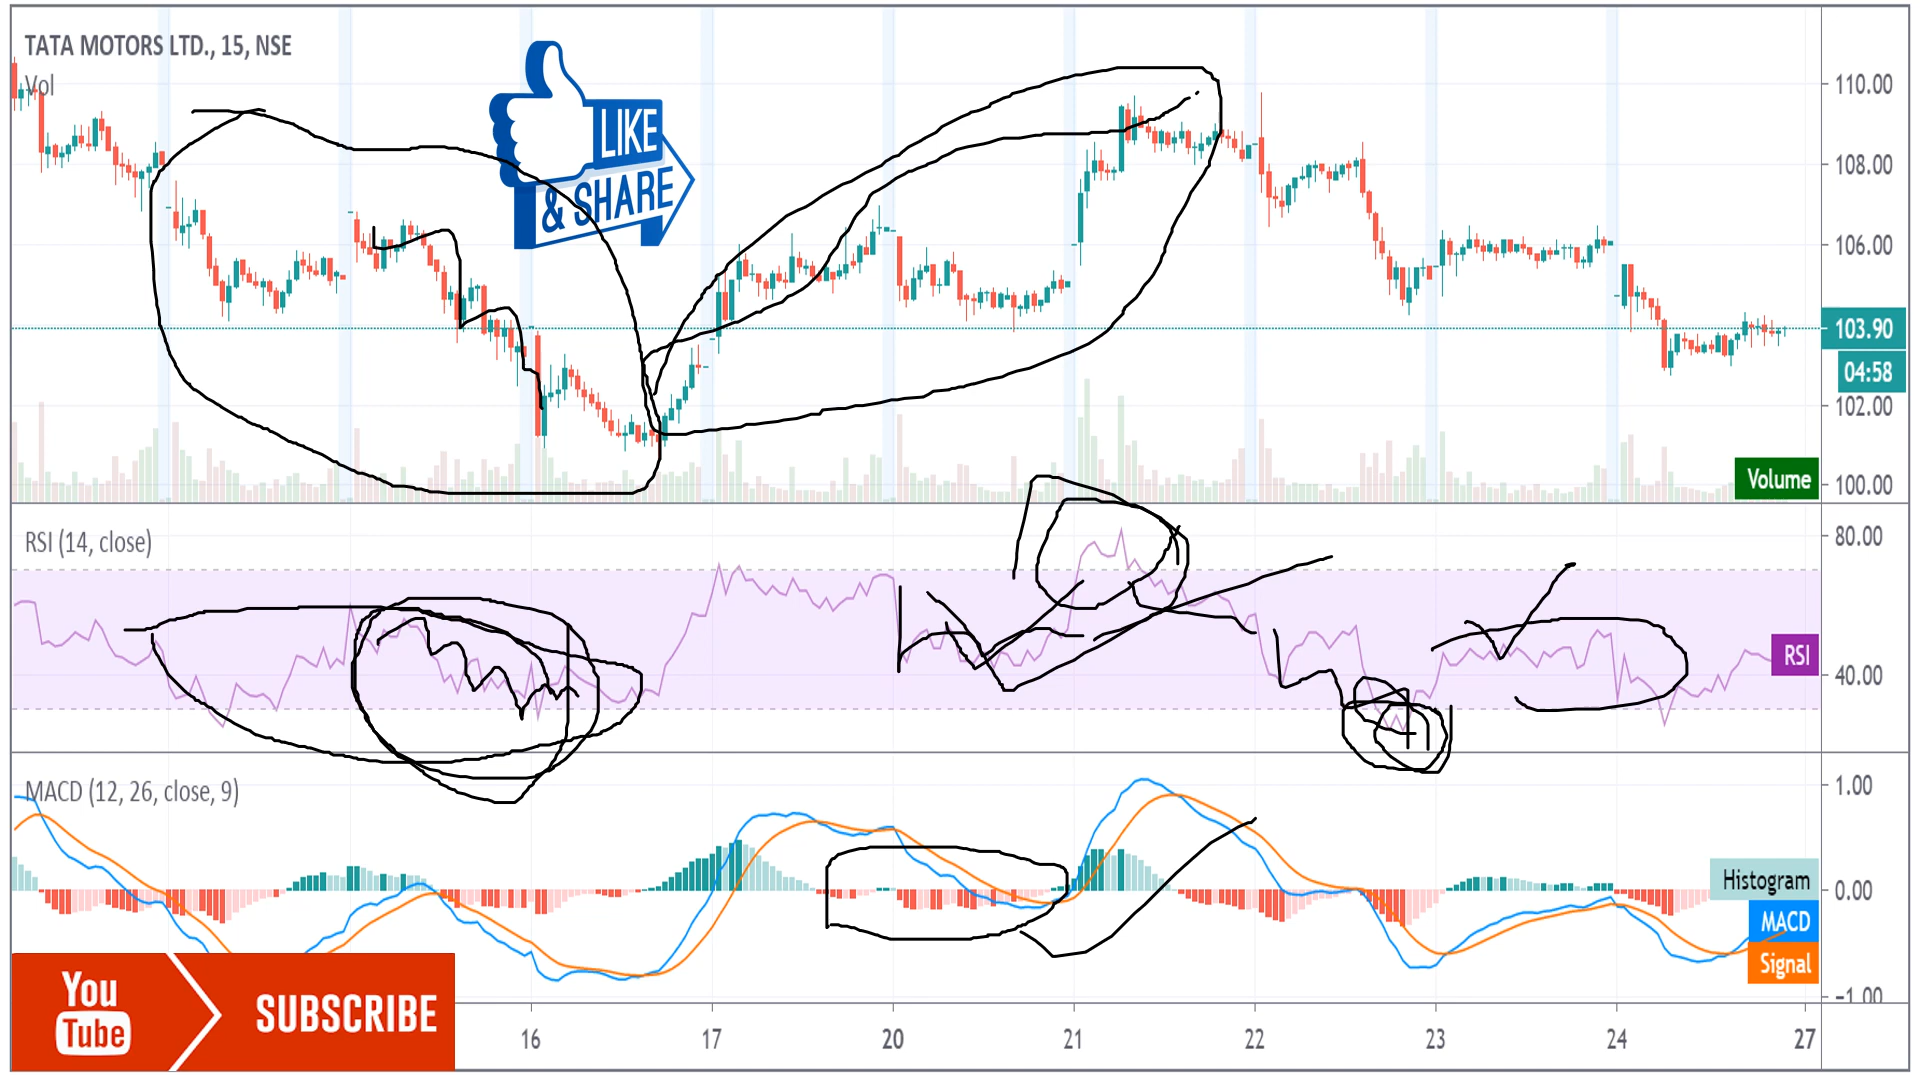 TATA MOTORS LTD., 15, NSE
Vol
LIKE
& SHARE
110.00
108.00
106.00
103.90
04:58
102.00
100.00
Volume
RSI (14, close)
80.00
RSI
40.00
MACD (12, 26, close, 9)
1.00
Histogram
0.00
MACD
Signal
-1.00
You
Tube
SUBSCRIBE
16 17 20 21 22 23 24 27